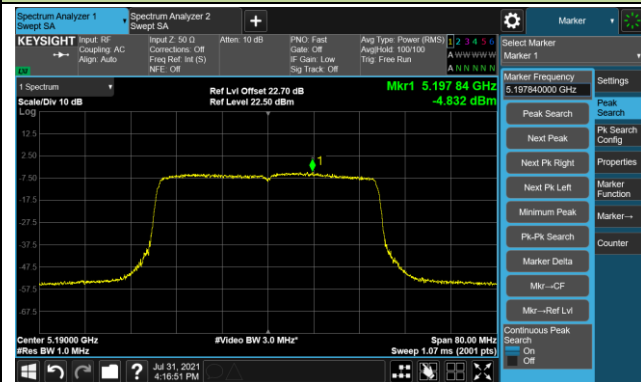 Spectrum Analyzer 1
Swept SA
Spectrum Analyzer 2
Swept SA
+
Marker
KEYSIGHT
Input: RF
Coupling: AC
Align: Auto
Input Z: 50 Ω
Corrections: Off
Freq Ref: Int (S)
NFE: Off
Atten: 10 dB
PNO: Fast
Gate: Off
IF Gain: Low
Sig Track: Off
Avg Type: Power (RMS)
Avg|Hold: 100/100
Trig: Free Run
1 2 3 4 5 6
A W W W W W
A N N N N N
LXI
Select Marker
Marker 1
1 Spectrum
Scale/Div 10 dB
Log
Ref Lvl Offset 22.70 dB
Ref Level 22.50 dBm
Mkr1 5.197 84 GHz
-4.832 dBm
12.5
2.50
-7.50
-17.5
-27.5
-37.5
-47.5
-57.5
-67.5
1
Center 5.19000 GHz
#Res BW 1.0 MHz
#Video BW 3.0 MHz*
Span 80.00 MHz
Sweep 1.07 ms (2001 pts)
Marker Frequency
5.197840000 GHz
Peak Search
Next Peak
Next Pk Right
Next Pk Left
Minimum Peak
Pk-Pk Search
Marker Delta
Mkr→CF
Mkr→Ref Lvl
Continuous Peak
Search
On
Off
Settings
Peak
Search
Pk Search
Config
Properties
Marker
Function
Marker→
Counter
?
Jul 31, 2021
4:16:51 PM